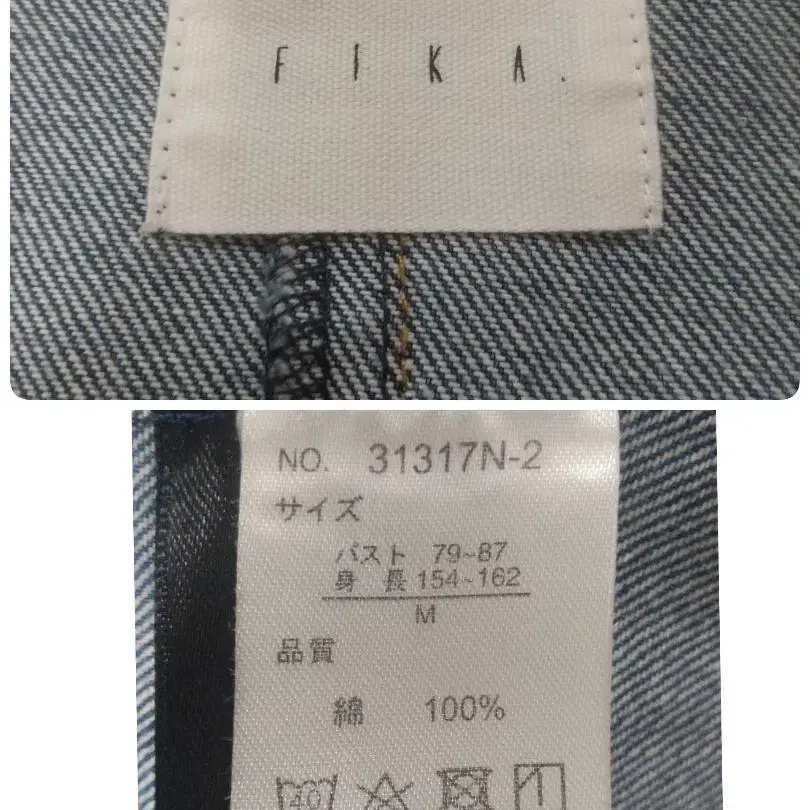 FIKA.
NO. 31317N-2
サイズ
バスト 79~87
身 長 154~162
M
品質
綿 100%
40